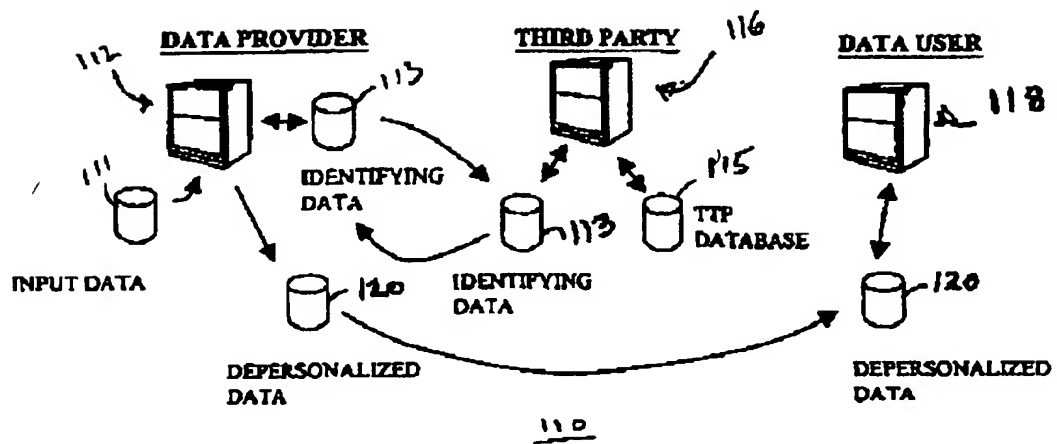 DATA PROVIDER
THIRD PARTY
116
DATA USER
112
113
118
111
IDENTIFYING
DATA
115
TTP
DATABASE
113
INPUT DATA
120
IDENTIFYING
DATA
120
DEPERSONALIZED
DATA
DEPERSONALIZED
DATA
110